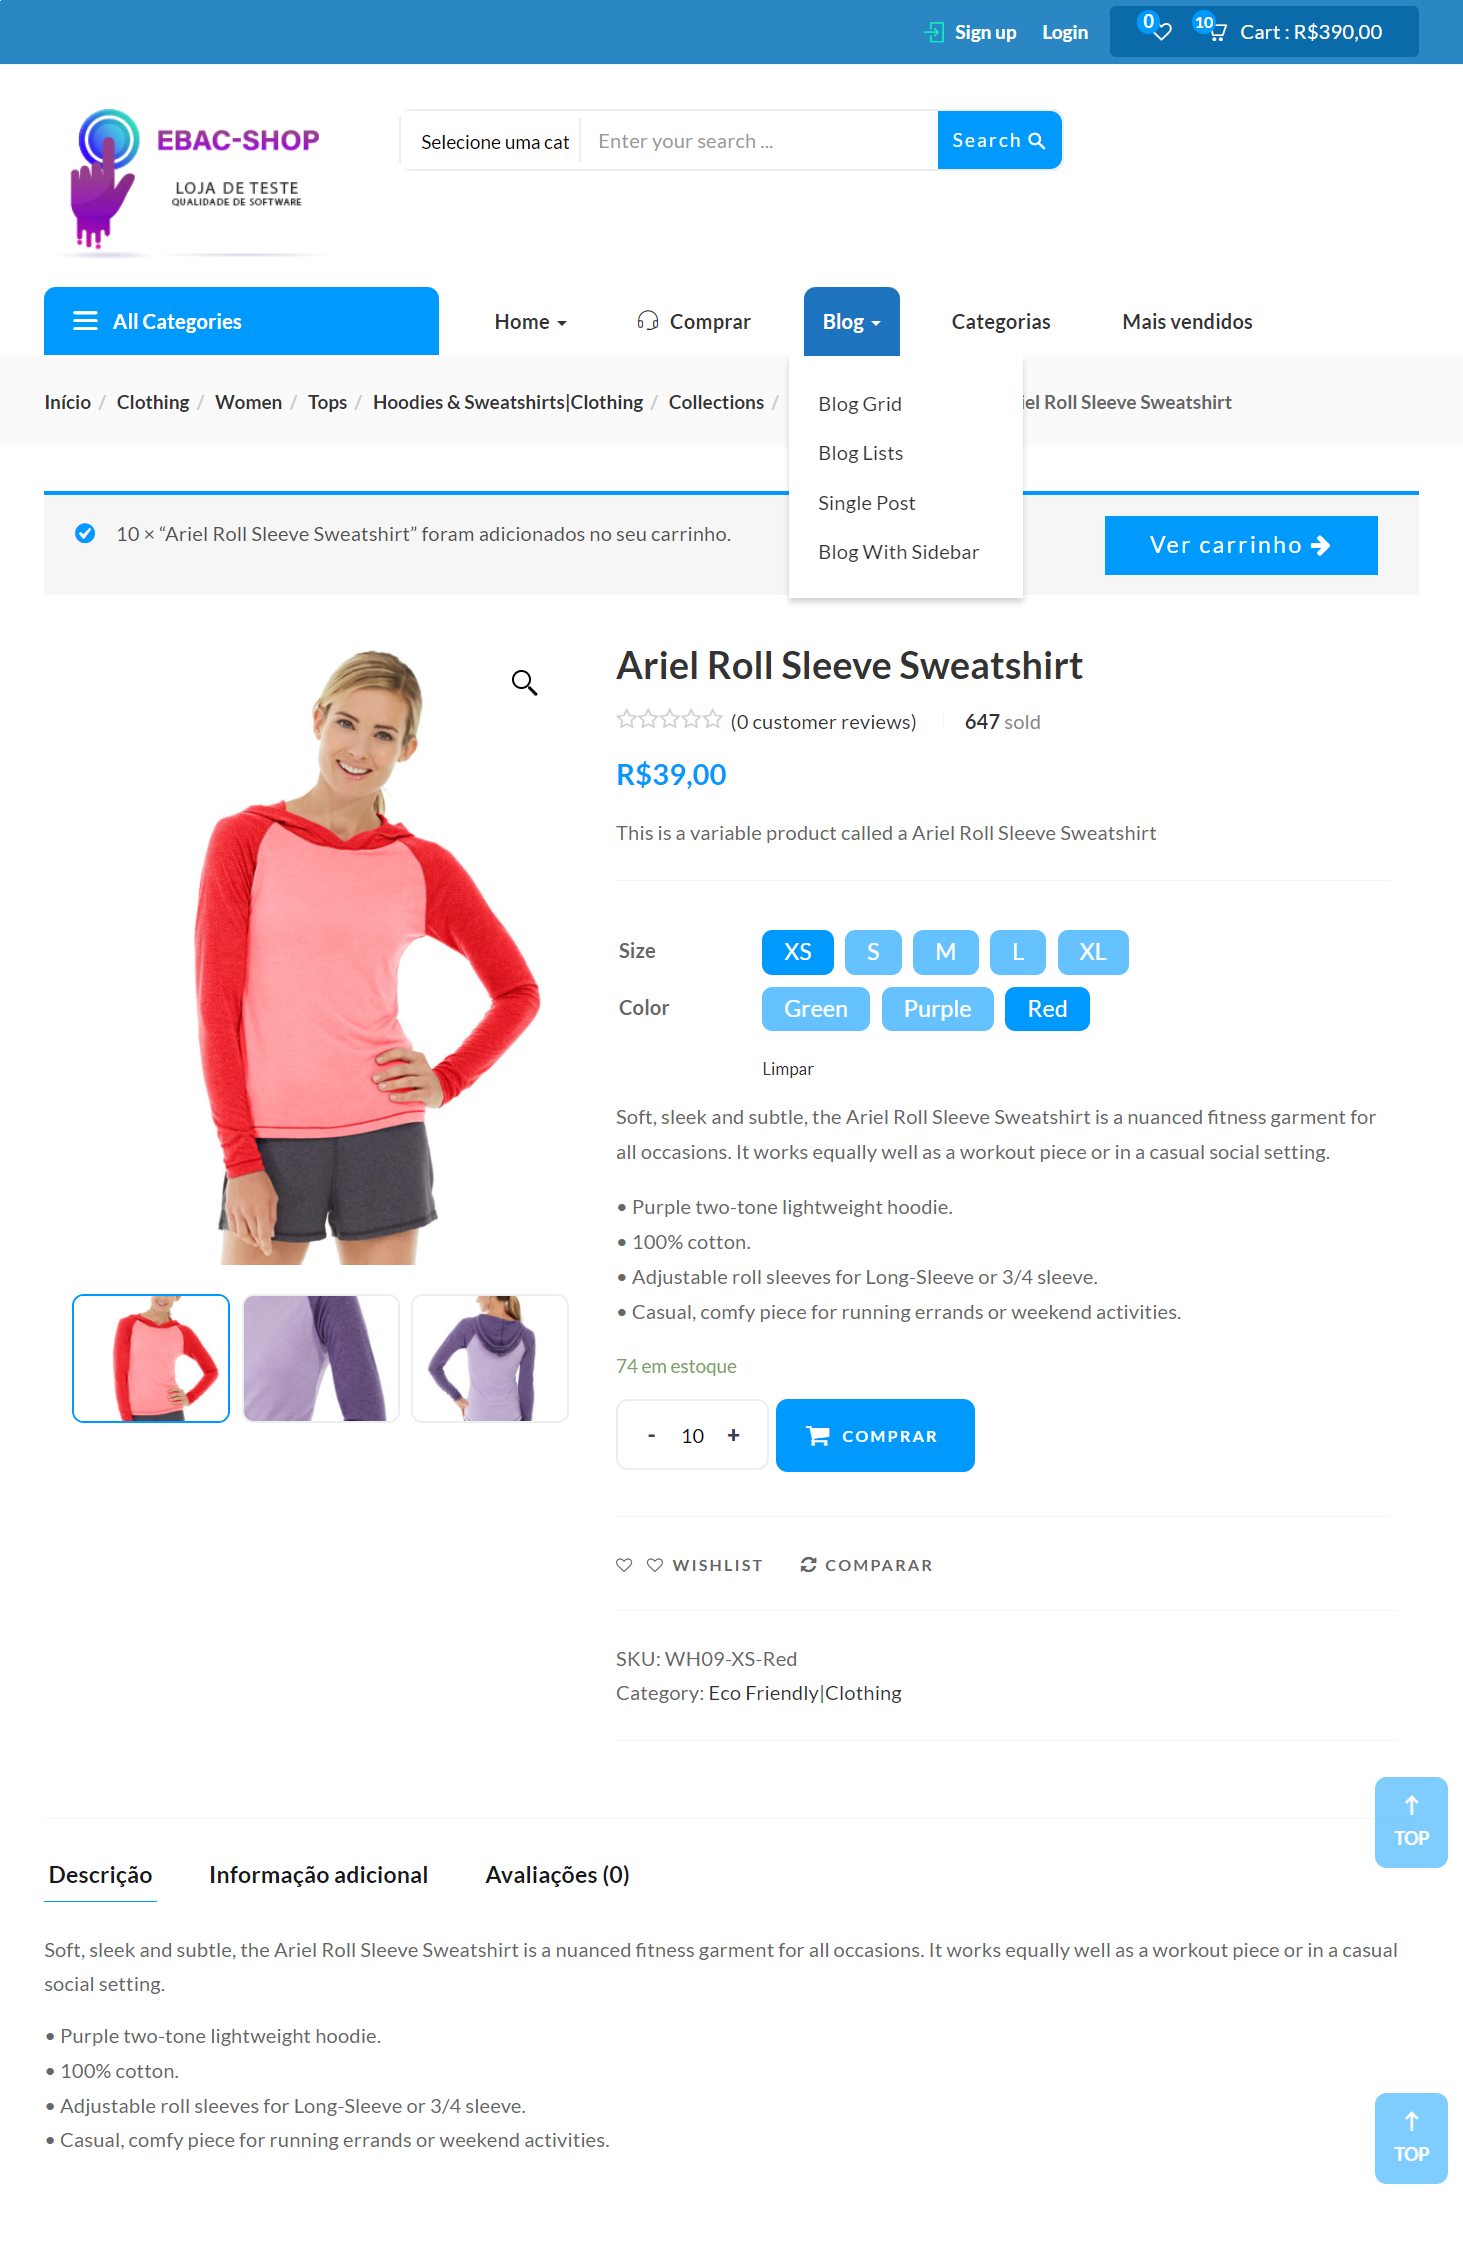 Sign up
Login
0
10
Cart : R$390,00
EBAC-SHOP
LOJA DE TESTE
QUALIDADE DE SOFTWARE
Selecione uma cat
Enter your search ...
Search
All Categories
Home
Comprar
Blog
Categorias
Mais vendidos
Início / Clothing / Women / Tops / Hoodies & Sweatshirts|Clothing / Collections / iel Roll Sleeve Sweatshirt
Blog Grid
Blog Lists
Single Post
Blog With Sidebar
10 × “Ariel Roll Sleeve Sweatshirt” foram adicionados no seu carrinho.
Ver carrinho
Ariel Roll Sleeve Sweatshirt
(0 customer reviews)
647 sold
R$39,00
This is a variable product called a Ariel Roll Sleeve Sweatshirt
Size XS S M L XL
Color Green Purple Red
Limpar
Soft, sleek and subtle, the Ariel Roll Sleeve Sweatshirt is a nuanced fitness garment for
all occasions. It works equally well as a workout piece or in a casual social setting.
• Purple two-tone lightweight hoodie.
• 100% cotton.
• Adjustable roll sleeves for Long-Sleeve or 3/4 sleeve.
• Casual, comfy piece for running errands or weekend activities.
74 em estoque
- 10 +
COMPRAR
WISHLIST
COMPARAR
SKU: WH09-XS-Red
Category: Eco Friendly|Clothing
TOP
Descrição
Informação adicional
Avaliações (0)
Soft, sleek and subtle, the Ariel Roll Sleeve Sweatshirt is a nuanced fitness garment for all occasions. It works equally well as a workout piece or in a casual
social setting.
• Purple two-tone lightweight hoodie.
• 100% cotton.
• Adjustable roll sleeves for Long-Sleeve or 3/4 sleeve.
• Casual, comfy piece for running errands or weekend activities.
TOP